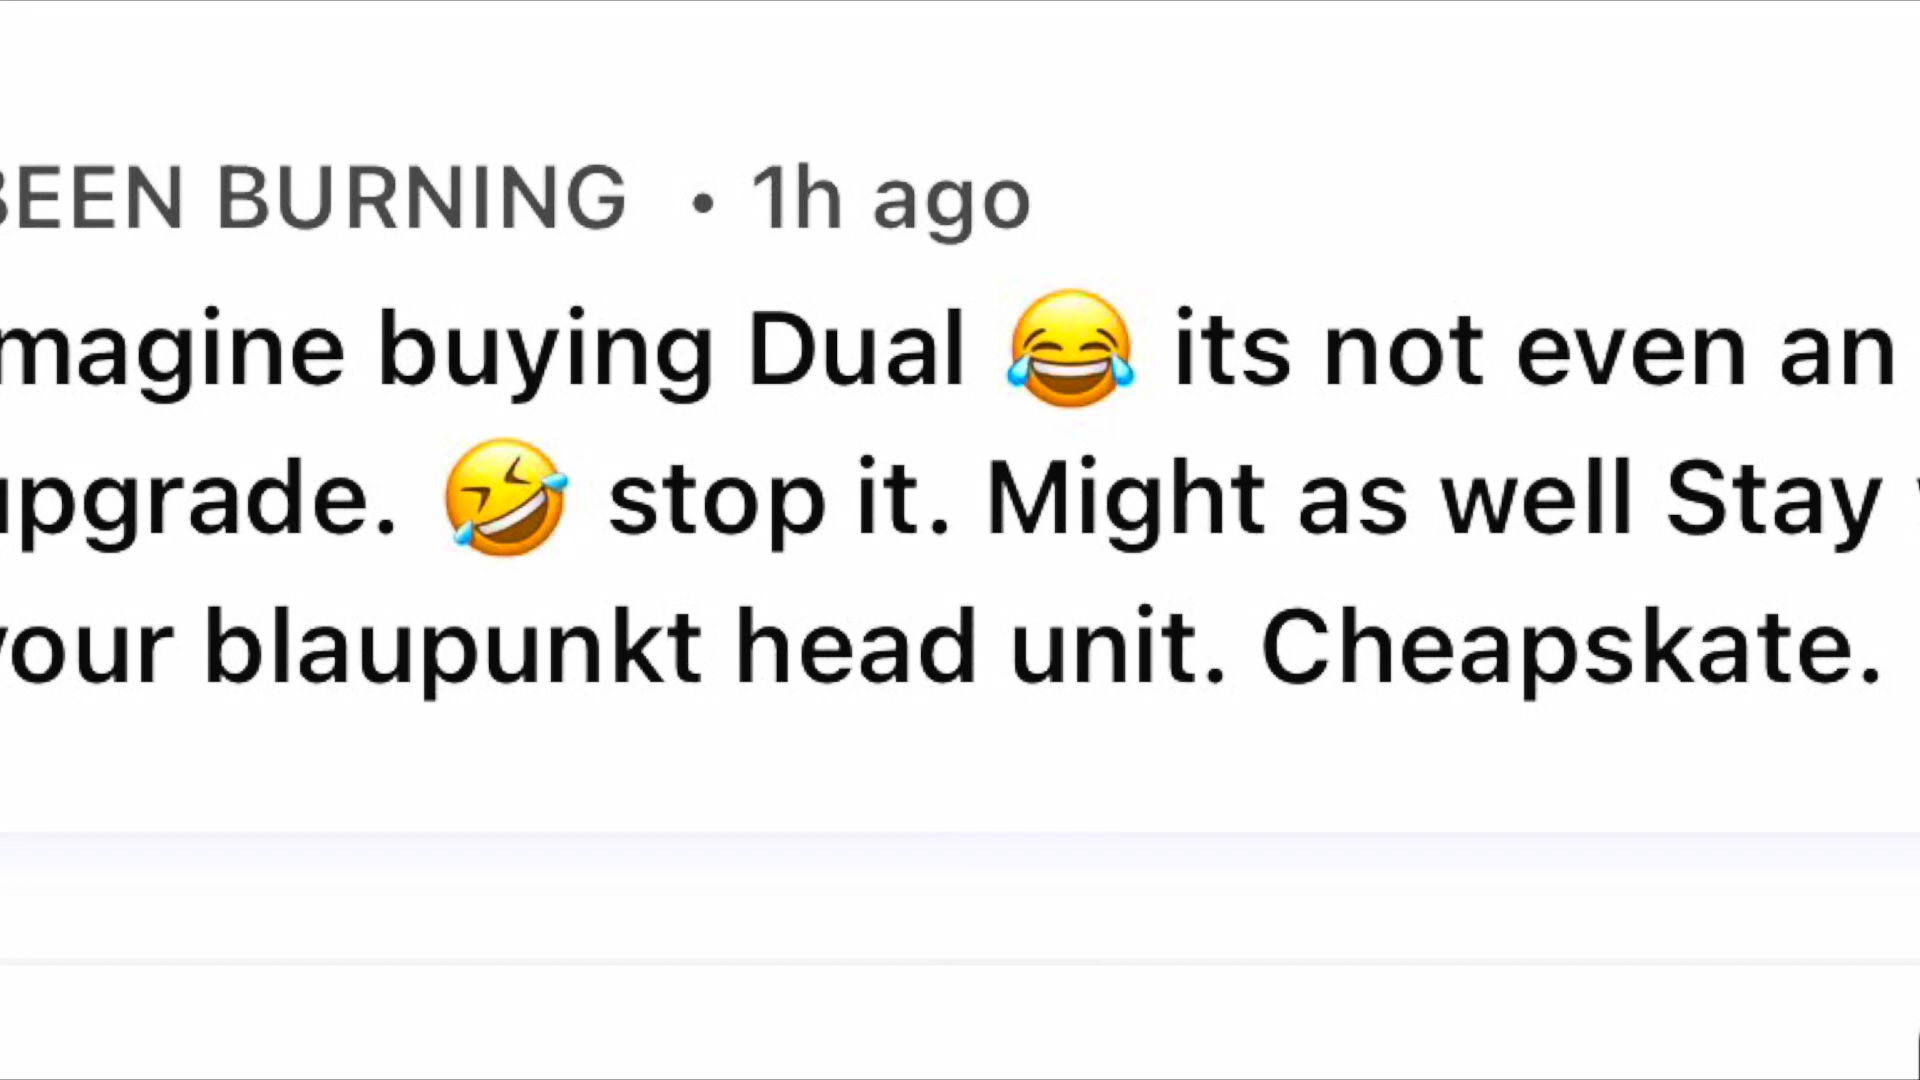 BEEN BURNING • 1h ago
magine buying Dual 😂 its not even an
upgrade. 🤣 stop it. Might as well Stay
your blaupunkt head unit. Cheapskate.